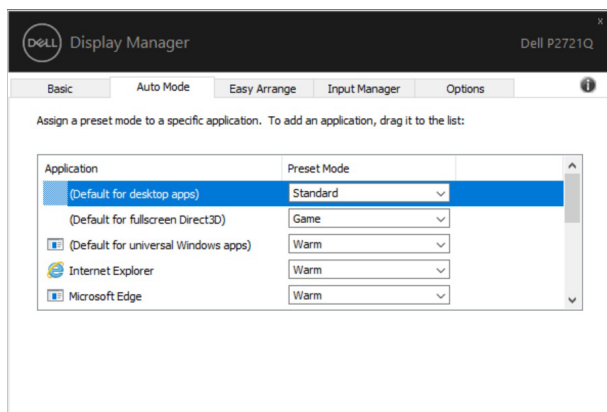 x
DELL Display Manager Dell P2721Q
Basic Auto Mode Easy Arrange Input Manager Options i
Assign a preset mode to a specific application. To add an application, drag it to the list:
Application Preset Mode
(Default for desktop apps) Standard
(Default for fullscreen Direct3D) Game
(Default for universal Windows apps) Warm
Internet Explorer Warm
Microsoft Edge Warm